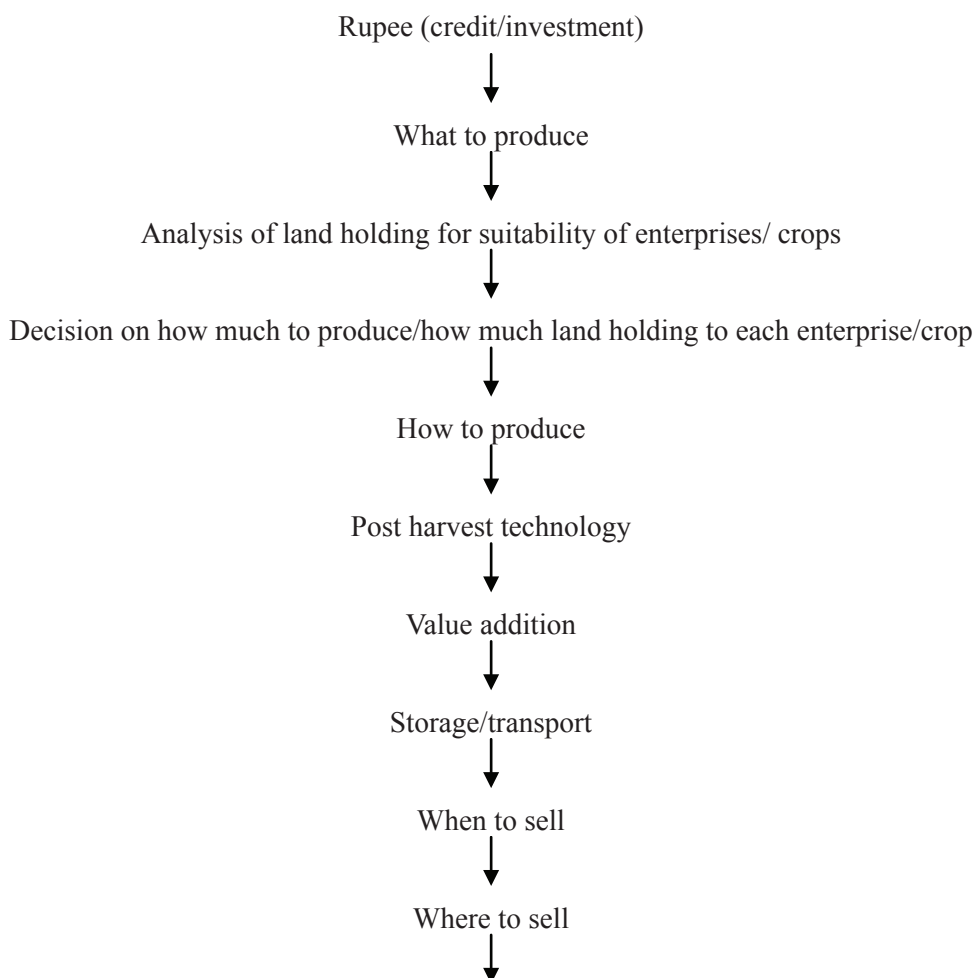 Rupee (credit/investment)
What to produce
Analysis of land holding for suitability of enterprises/ crops
Decision on how much to produce/how much land holding to each enterprise/crop
How to produce
Post harvest technology
Value addition
Storage/transport
When to sell
Where to sell